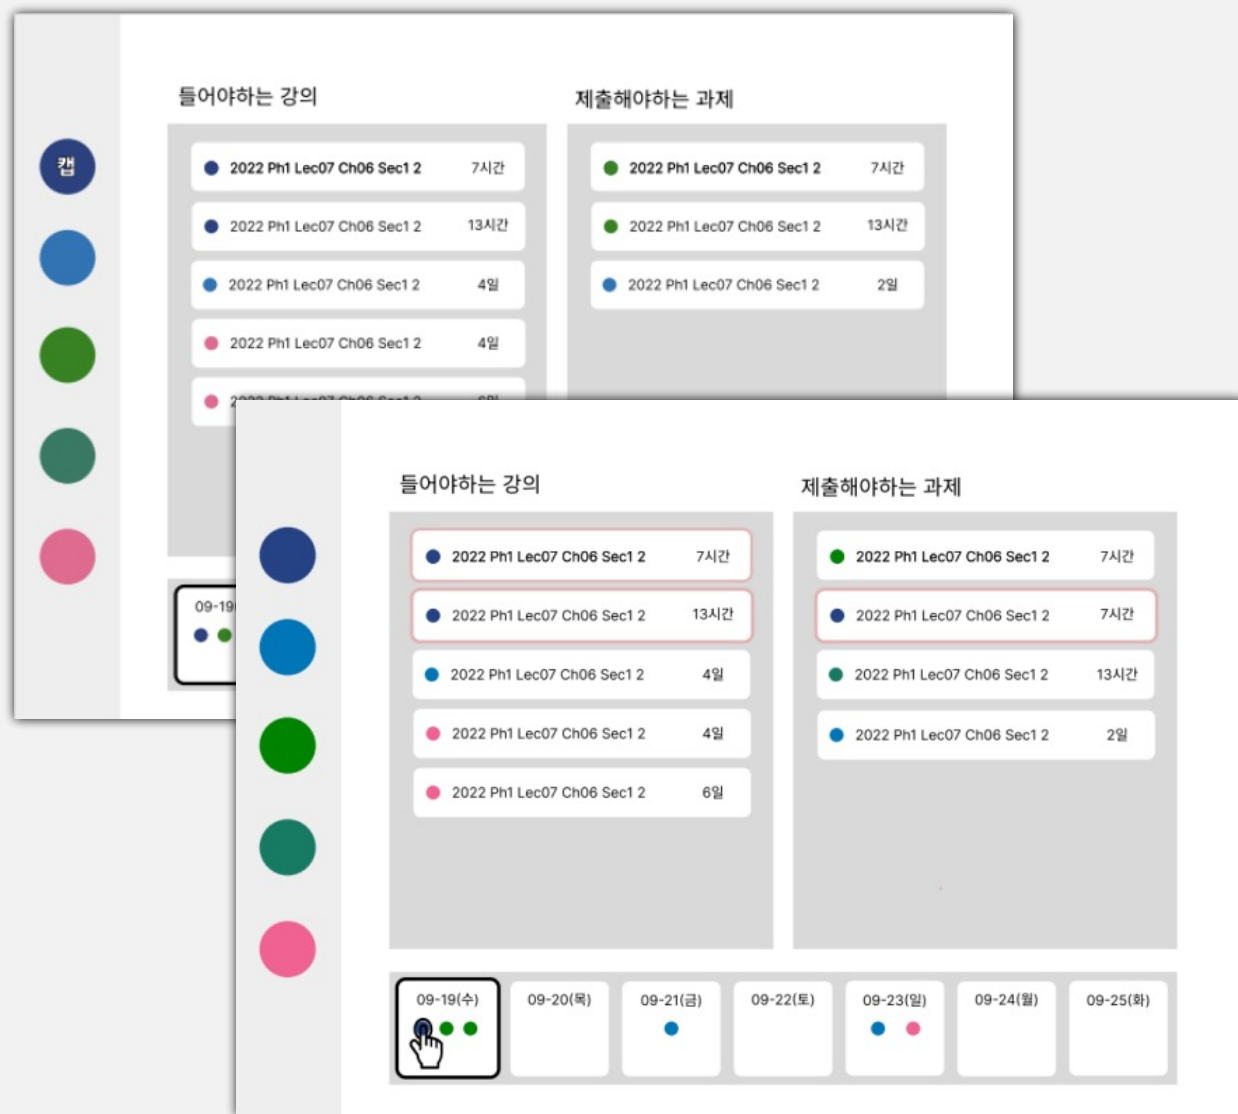 들어야하는 강의
제출해야하는 과제
캡
2022 Ph1 Lec07 Ch06 Sec1 2 7시간
2022 Ph1 Lec07 Ch06 Sec1 2 13시간
2022 Ph1 Lec07 Ch06 Sec1 2 4일
2022 Ph1 Lec07 Ch06 Sec1 2 4일
2022 Ph1 Lec07 Ch06 Sec1 2 6일
2022 Ph1 Lec07 Ch06 Sec1 2 7시간
2022 Ph1 Lec07 Ch06 Sec1 2 13시간
2022 Ph1 Lec07 Ch06 Sec1 2 2일
09-19(
들어야하는 강의
제출해야하는 과제
2022 Ph1 Lec07 Ch06 Sec1 2 7시간
2022 Ph1 Lec07 Ch06 Sec1 2 13시간
2022 Ph1 Lec07 Ch06 Sec1 2 4일
2022 Ph1 Lec07 Ch06 Sec1 2 4일
2022 Ph1 Lec07 Ch06 Sec1 2 6일
2022 Ph1 Lec07 Ch06 Sec1 2 7시간
2022 Ph1 Lec07 Ch06 Sec1 2 7시간
2022 Ph1 Lec07 Ch06 Sec1 2 13시간
2022 Ph1 Lec07 Ch06 Sec1 2 2일
09-19(수)
09-20(목)
09-21(금)
09-22(토)
09-23(일)
09-24(월)
09-25(화)